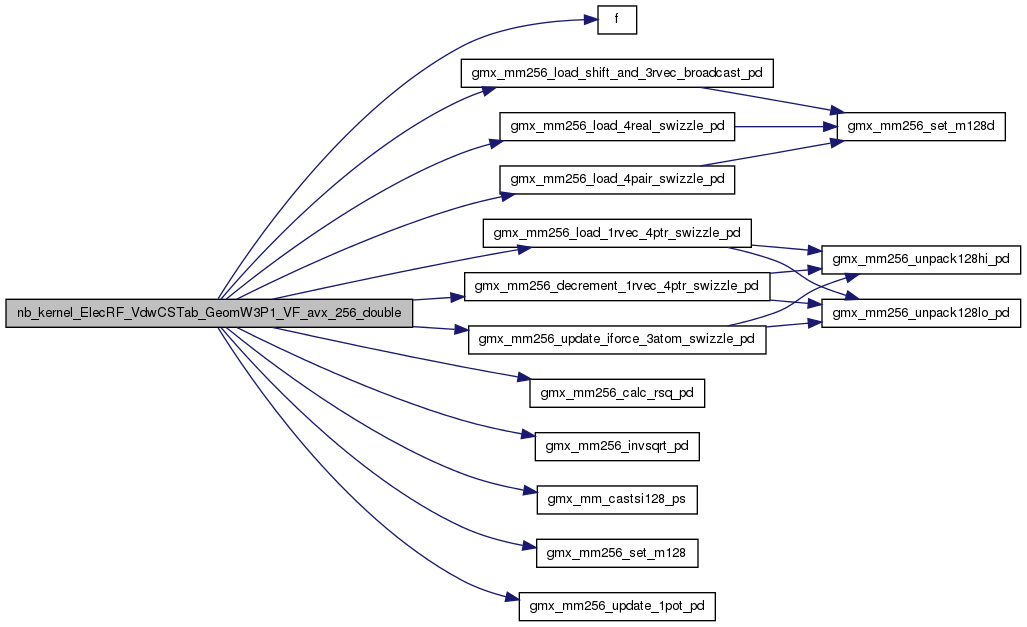 f
gmx_mm256_load_shift_and_3rvec_broadcast_pd
gmx_mm256_load_4real_swizzle_pd
gmx_mm256_set_m128d
gmx_mm256_load_4pair_swizzle_pd
gmx_mm256_load_1rvec_4ptr_swizzle_pd
gmx_mm256_unpack128hi_pd
gmx_mm256_decrement_1rvec_4ptr_swizzle_pd
nb_kernel_ElecRF_VdwCSTab_GeomW3P1_VF_avx_256_double
gmx_mm256_unpack128lo_pd
gmx_mm256_update_iforce_3atom_swizzle_pd
gmx_mm256_calc_rsq_pd
gmx_mm256_invsqrt_pd
gmx_mm_castsi128_ps
gmx_mm256_set_m128
gmx_mm256_update_1pot_pd